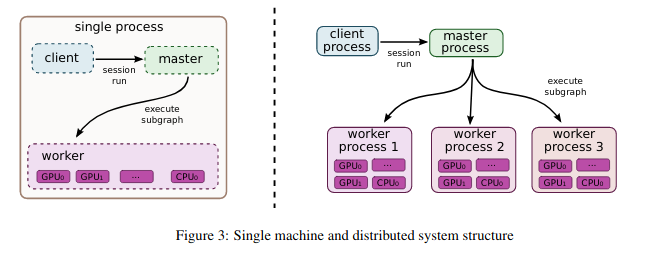 single process
client
master
session
run
execute
subgraph
worker
GPU₀ GPU₁ ... CPU₀
client
process
master
process
session
run
execute
subgraph
worker
process 1
GPU₀ ...
GPU₁ CPU₀
worker
process 2
GPU₀ ...
GPU₁ CPU₀
worker
process 3
GPU₀ ...
GPU₁ CPU₀
Figure 3: Single machine and distributed system structure